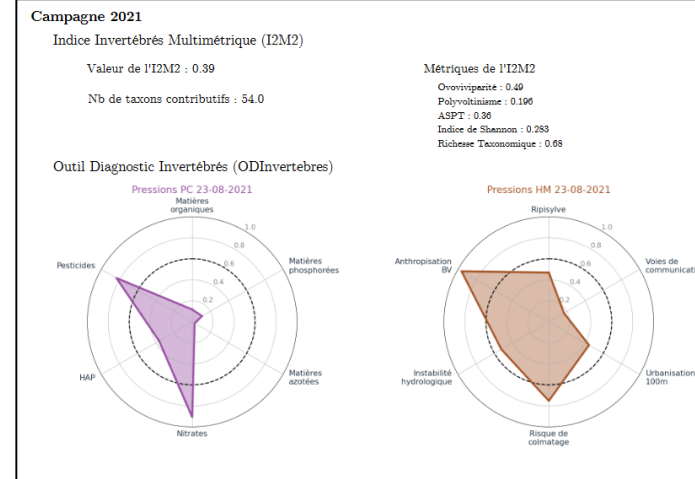 Campagne 2021
Indice Invertébrés Multimétrique (I2M2)
Valeur de l'I2M2 : 0.39
Nb de taxons contributifs : 54.0
Métriques de l'I2M2
Ovoviviparité : 0.49
Polyvoltinisme : 0.196
ASPT : 0.36
Indice de Shannon : 0.283
Richesse Taxonomique : 0.68
Outil Diagnostic Invertébrés (ODInvertebres)
Pressions PC 23-08-2021
Matières
organiques
1.0
0.8
0.6
0.4
0.2
Matières
phosphorées
Matières
azotées
Nitrates
HAP
Pesticides
Pressions HM 23-08-2021
Ripisylve
1.0
0.8
0.6
0.4
0.2
Voies de
communicati
Urbanisation
100m
Risque de
colmatage
Instabilité
hydrologique
Anthropisation
BV